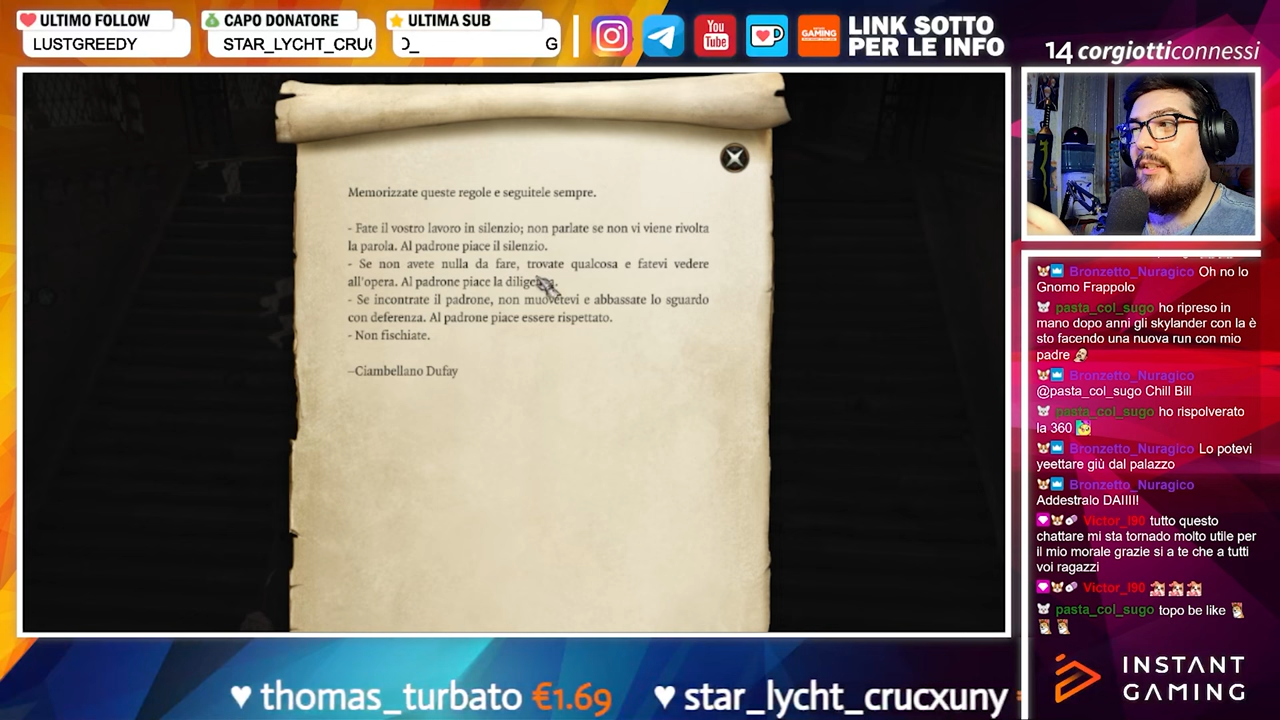 ULTIMO FOLLOW
LUSTGREEDY
CAPO DONATORE
STAR_LYCHT_CRUC
ULTIMA SUB
G
You
Tube
GAMING
LINK SOTTO
PER LE INFO
14 corgiotticonnessi
Memorizzate queste regole e seguitele sempre.
- Fate il vostro lavoro in silenzio; non parlate se non vi viene rivolta
la parola. Al padrone piace il silenzio.
- Se non avete nulla da fare, trovate qualcosa e fatevi vedere
all'opera. Al padrone piace la
- Se incontrate il padrone, non muovetevi e abbassate lo sguardo
con deferenza. Al padrone piace essere rispettato.
- Non fischiate.
–Ciambellano Dufay
Bronzetto_Nuragico Oh no lo
Gnomo Frappolo
pasta_col_sugo ho ripreso in
mano dopo anni gli skylander con la è
sto facendo una nuova run con mio
padre
Bronzetto_Nuragico
@pasta_col_sugo Chill Bill
pasta_col_sugo ho rispolverato
la 360
Bronzetto_Nuragico Lo potevi
yeettare giù dal palazzo
Bronzetto_Nuragico
Addestralo DAIIIII!
Victor_l90 tutto questo
chattare mi sta tornado molto utile per
il mio morale grazie si a te che a tutti
voi ragazzi
Victor_l90
pasta_col_sugo topo be like
INSTANT
GAMING
thomas_turbato €1.69
star_lycht_crucxuny